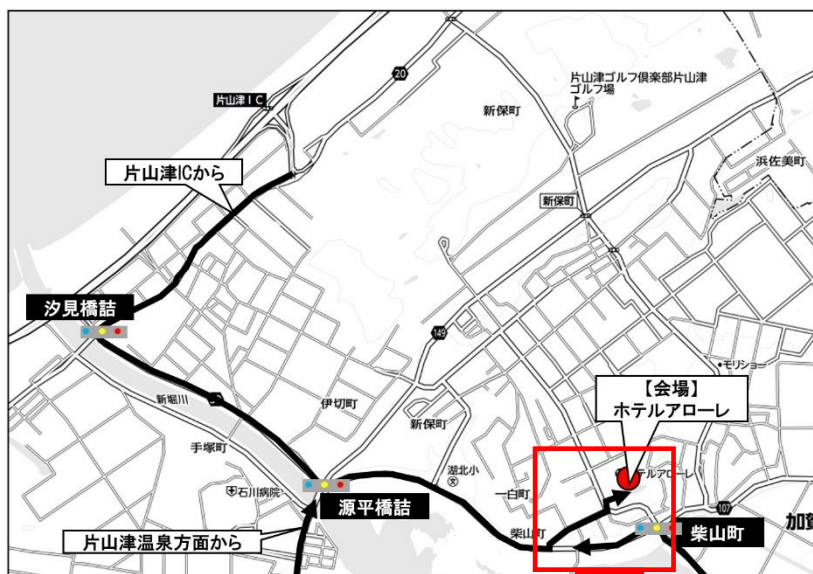 20
片山津IC
片山津ゴルフ倶楽部片山津
ゴルフ場
新保町
浜佐美町
片山津ICから
新保町
汐見橋詰
149
モリショー
【会場】
ホテルアローレ
新堀川
伊切町
新保町
手塚町
湖北小
テルアローレ
石川病院
一白町
源平橋詰
107
柴山町
柴山町
加賀
片山津温泉方面から